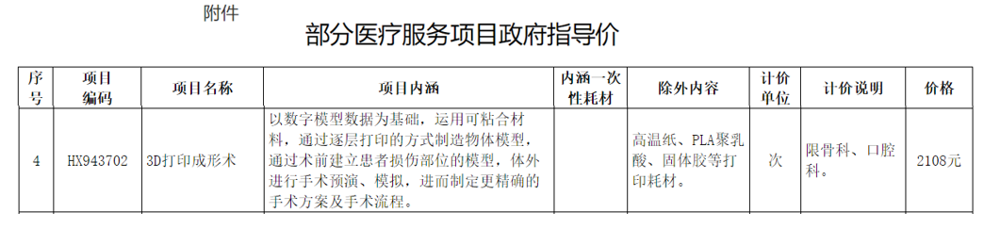 附件
部分医疗服务项目政府指导价
序号 项目编码 项目名称 项目内涵 内涵一次性耗材 除外内容 计价单位 计价说明 价格
4 HX943702 3D打印成形术
以数字模型数据为基础，运用可粘合材
料，通过逐层打印的方式制造物体模型，
通过术前建立患者损伤部位的模型，体外
进行手术预演、模拟，进而制定更精确的
手术方案及手术流程。
高温纸、PLA聚乳
酸、固体胶等打
印耗材。
次
限骨科、口腔
科。
2108元